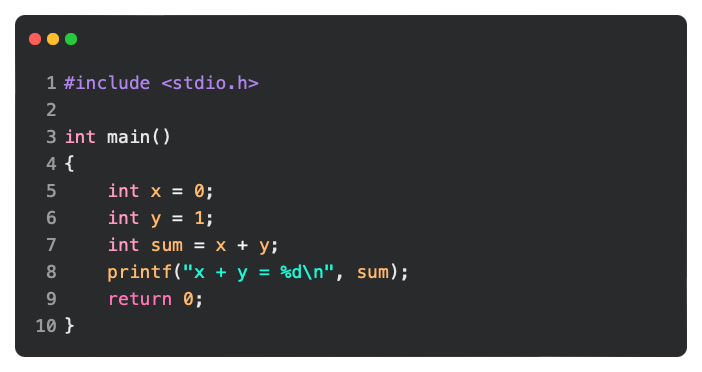 1 #include <stdio.h>
2
3 int main()
4 {
5     int x = 0;
6     int y = 1;
7     int sum = x + y;
8     printf("x + y = %d\n", sum);
9     return 0;
10 }